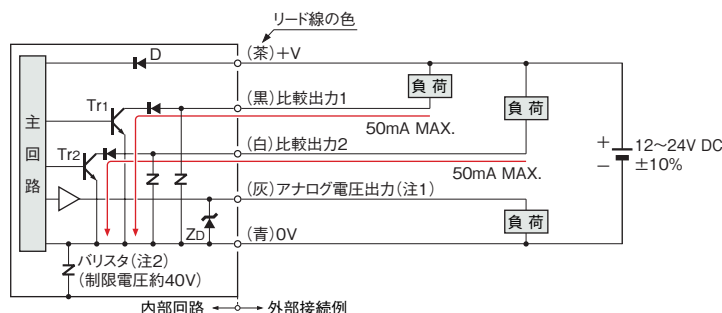 リード線の色
D
(茶)+V
負荷
Tr1
(黒)比較出力1
負荷
50mA MAX.
主回路
Tr2
(白)比較出力2
+
−
12〜24V DC
±10%
50mA MAX.
(灰)アナログ電圧出力(注1)
ZD
負荷
(青)0V
バリスタ(注2)
(制限電圧約40V)
内部回路
外部接続例